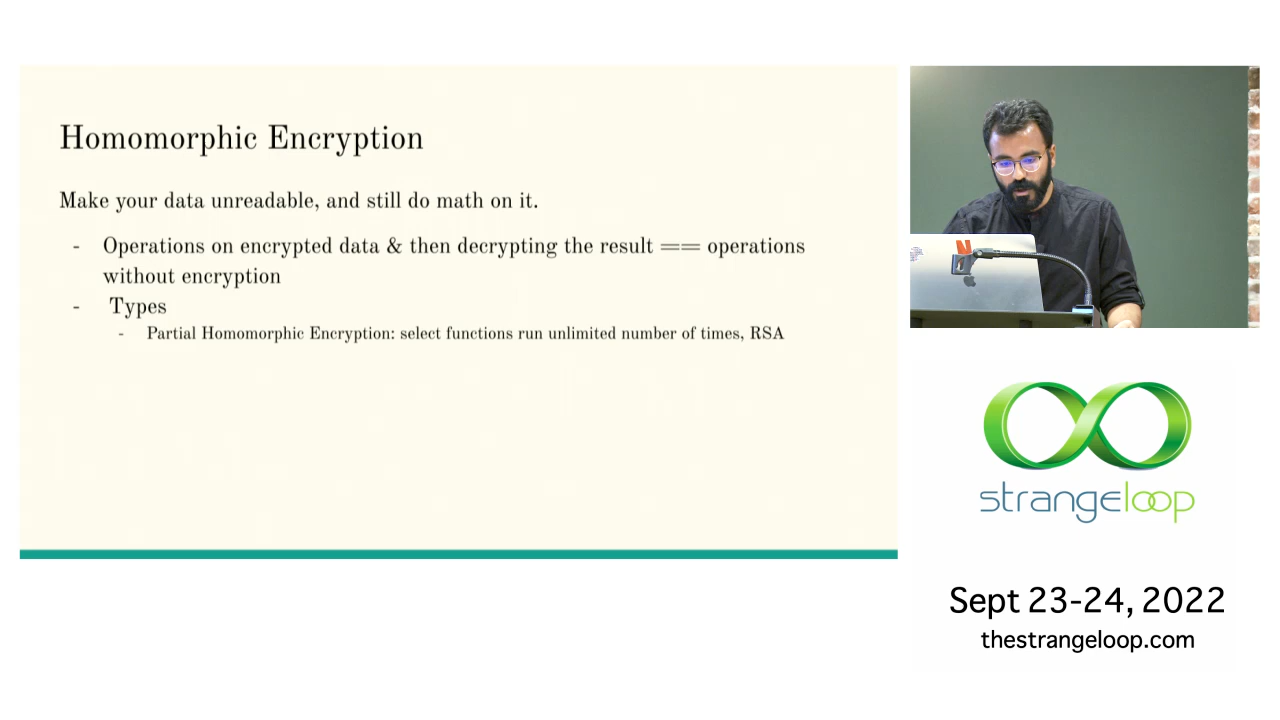 Homomorphic Encryption
Make your data unreadable, and still do math on it.
- Operations on encrypted data & then decrypting the result == operations
without encryption
- Types
- Partial Homomorphic Encryption: select functions run unlimited number of times, RSA
strangeloop
Sept 23-24, 2022
thestrangeloop.com